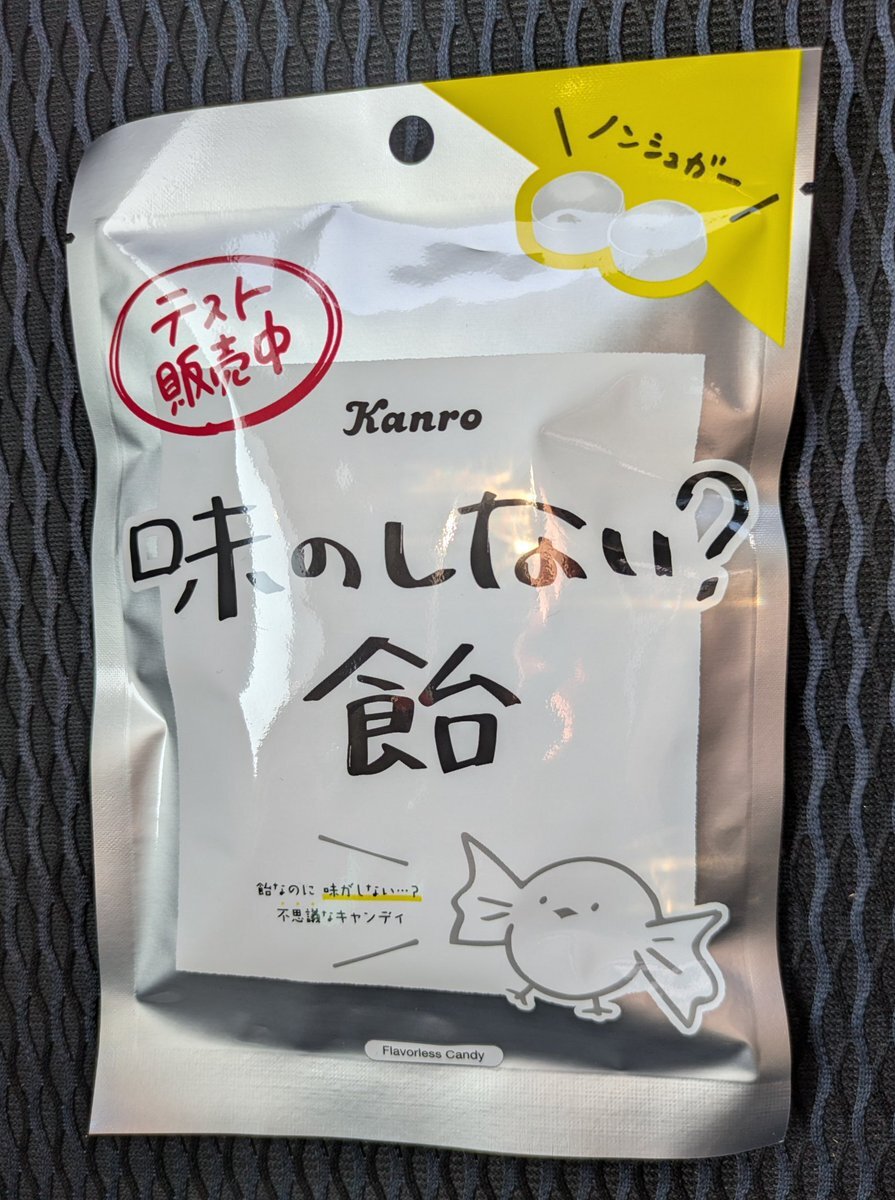 ノンシュガー
テスト
販売中
Kanro
味のしない?
飴
飴なのに 味がしない…?
不思議なキャンディ
Flavorless Candy